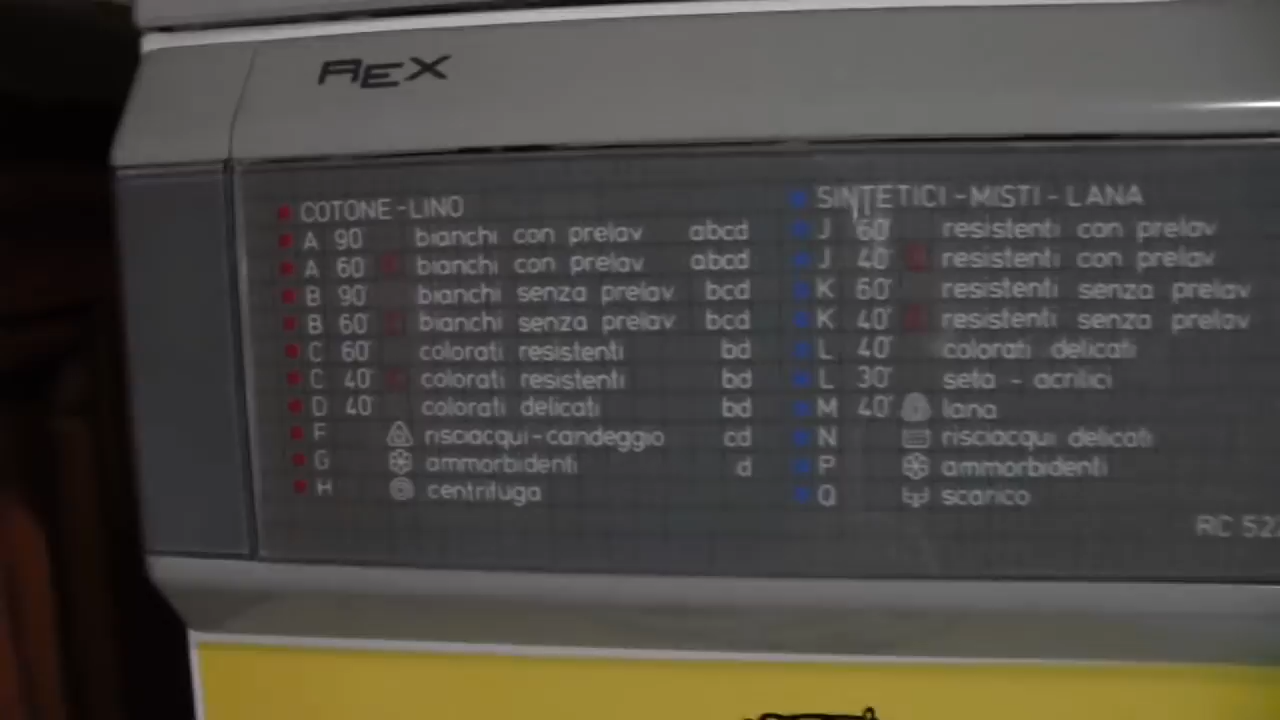 REX
COTONE-LINO
A 90° bianchi con prelav abcd
A 60° bianchi con prelav abcd
B 90° bianchi senza prelav bcd
B 60° bianchi senza prelav bcd
C 60° colorati resistenti bd
C 40° colorati resistenti bd
D 40° colorati delicati bd
F risciacqui-candeggio cd
G ammorbidenti d
H centrifuga
SINTETICI-MISTI-LANA
J 60° resistenti con prelav
J 40° resistenti con prelav
K 60° resistenti senza prelav
K 40° resistenti senza prelav
L 40° colorati delicati
L 30° seta - acrilici
M 40° lana
N risciacqui delicati
P ammorbidenti
Q scarico
RC